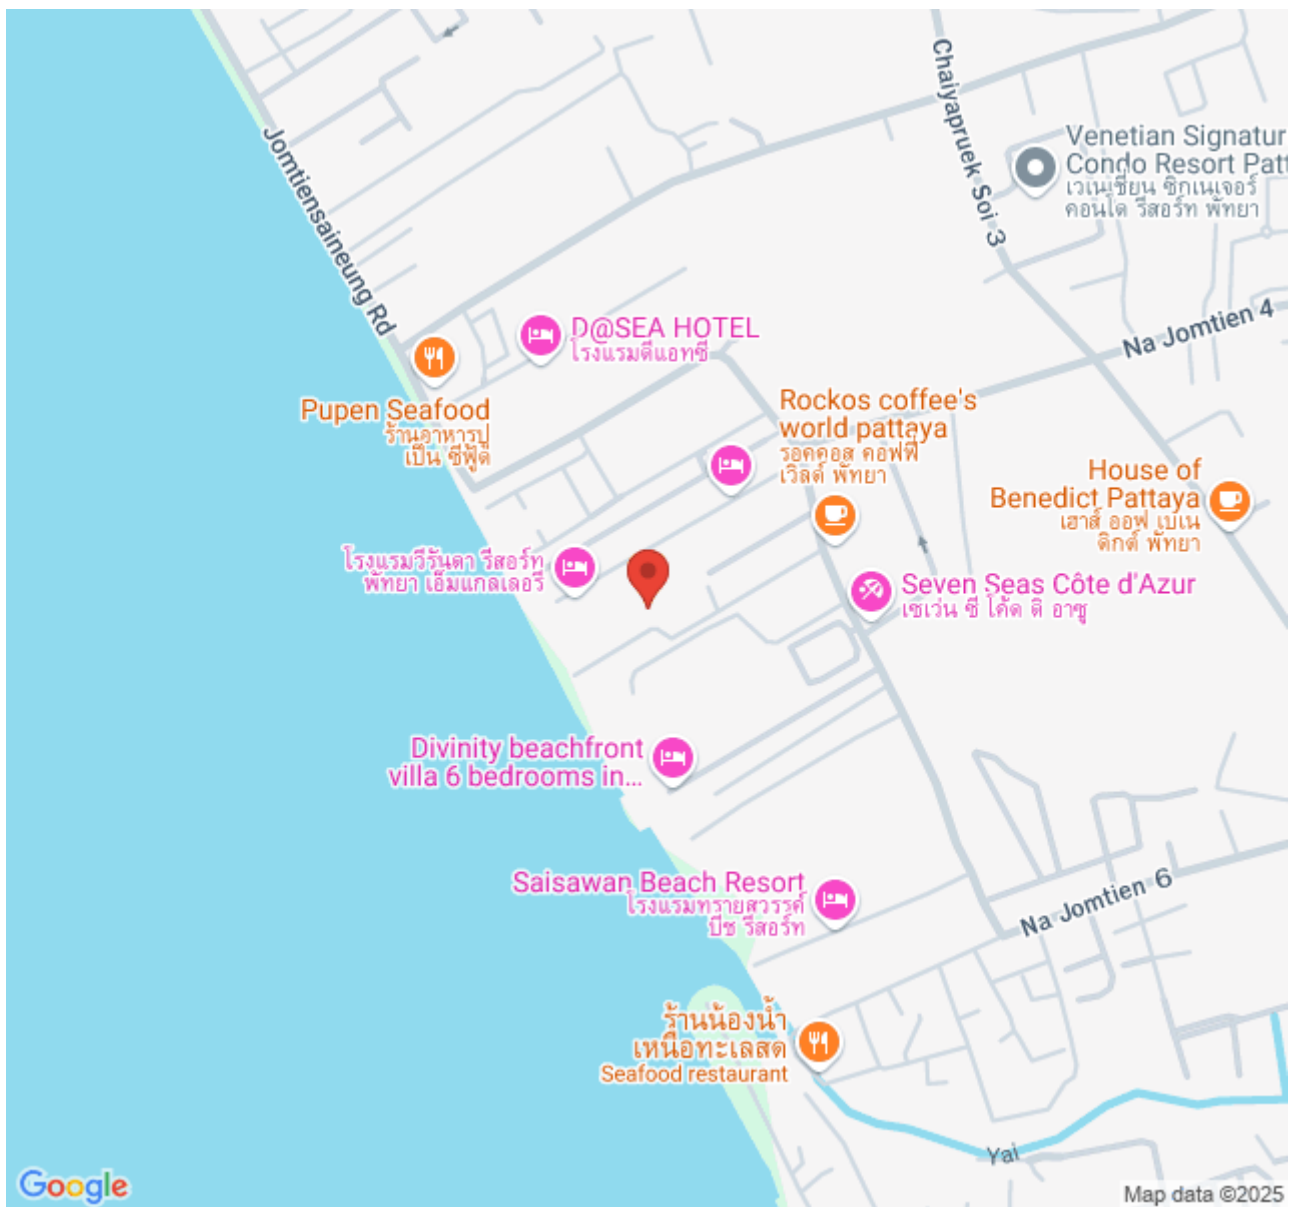 Chaiyapruek Soi 3
Venetian Signatur
Condo Resort Patt
เวเนเชี่ยน ซิกเนเจอร์
คอนโด รีสอร์ท พัทยา
Jomtiensaineung Rd
Na Jomtien 4
D@SEA HOTEL
โรงแรมดีแอทซี
Pupen Seafood
ร้านอาหารปู
เป็น ซีฟู้ด
Rockos coffee's
world pattaya
รอคคอส คอฟฟี่
เวิลด์ พัทยา
House of
Benedict Pattaya
เฮาส์ ออฟ เบเน
ดิกต์ พัทยา
โรงแรมวีรันดา รีสอร์ท
พัทยา เอ็มแกลเลอรี
Seven Seas Côte d'Azur
เซเว่น ซี โค้ด ดิ อาซู
Divinity beachfront
villa 6 bedrooms in...
Saisawan Beach Resort
โรงแรมทรายสวรรค์
บีช รีสอร์ท
Na Jomtien 6
ร้านน้องน้ำ
เหนือทะเลสด
Seafood restaurant
Yai
Google
Map data ©2025